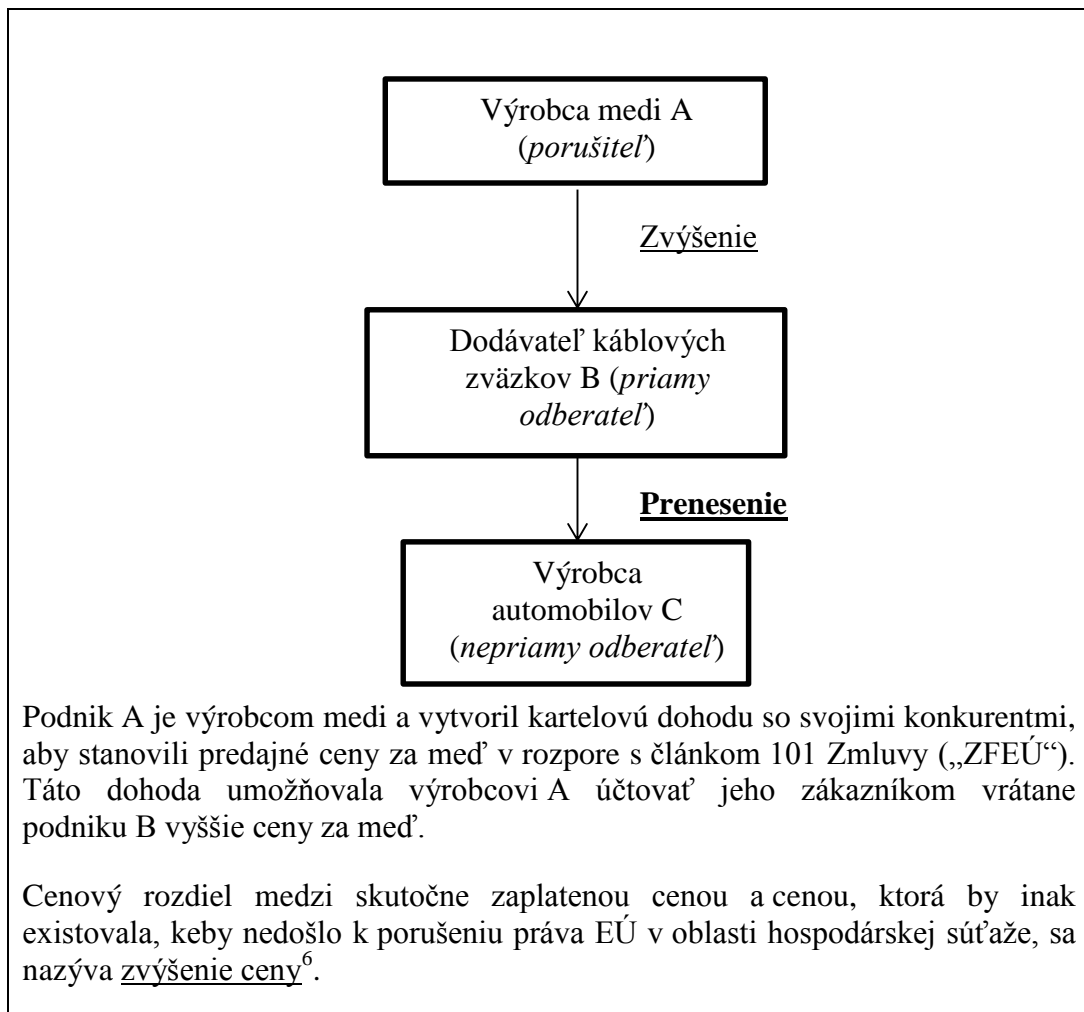 Výrobca medi A
(porušiteľ)
Zvýšenie
Dodávateľ káblových
zväzkov B (priamy
odberateľ)
Prenesenie
Výrobca
automobilov C
(nepriamy odberateľ)
Podnik A je výrobcom medi a vytvoril kartelovú dohodu so svojimi konkurentmi,
aby stanovili predajné ceny za meď v rozpore s článkom 101 Zmluvy („ZFEÚ“).
Táto dohoda umožňovala výrobcovi A účtovať jeho zákazníkom vrátane
podniku B vyššie ceny za meď.
Cenový rozdiel medzi skutočne zaplatenou cenou a cenou, ktorá by inak
existovala, keby nedošlo k porušeniu práva EÚ v oblasti hospodárskej súťaže, sa
nazýva zvýšenie ceny⁶.